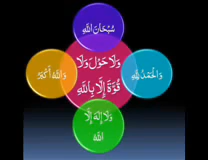 سُبْحَانَ اللّٰهِ
وَالْحَمْدُ لِلّٰهِ
وَلَا حَوْلَ وَلَا
قُوَّةَ إِلَّا بِاللّٰهِ
وَاللّٰهُ أَكْبَرُ
وَلَا إِلٰهَ إِلَّا
اللّٰهُ